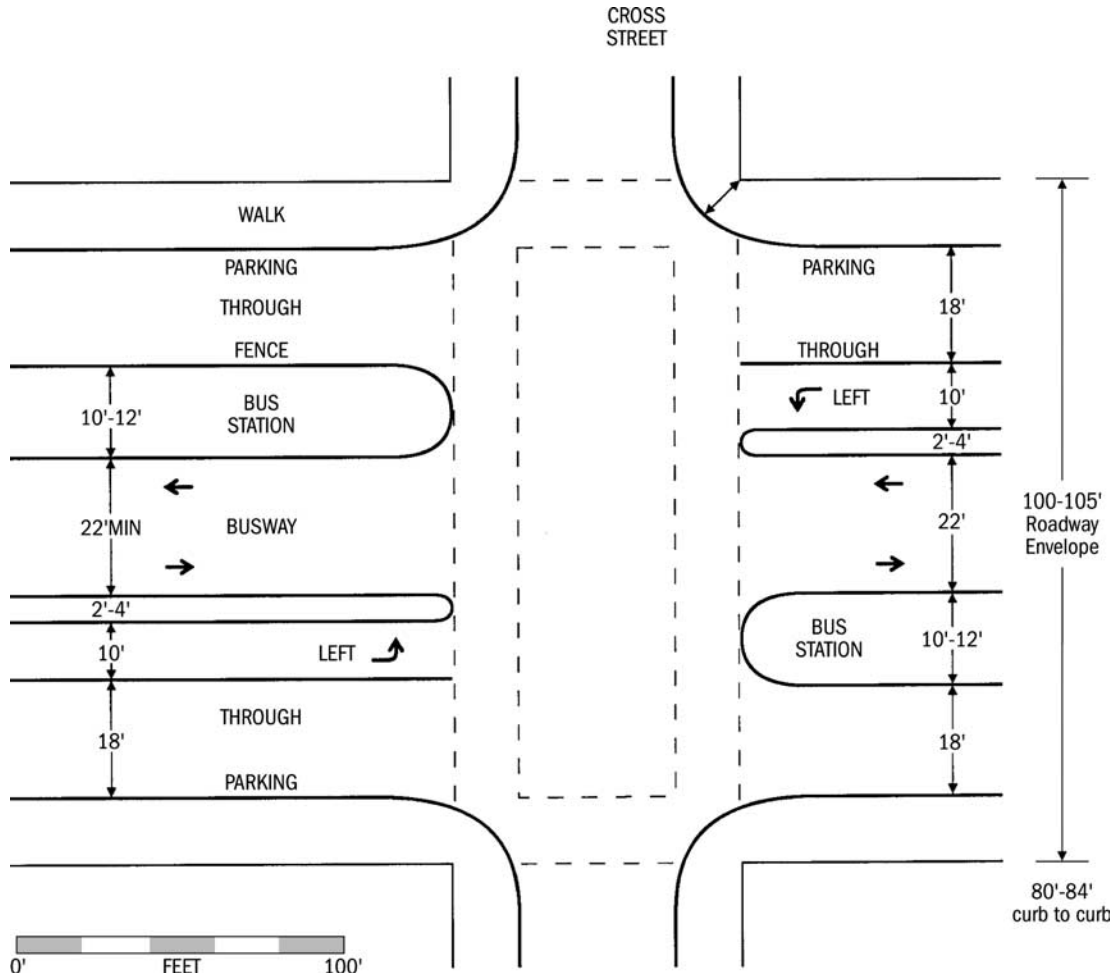 CROSS
STREET
WALK
PARKING
PARKING
THROUGH
18'
FENCE
THROUGH
10'-12'
BUS
STATION
LEFT
10'
2'-4'
22'MIN
BUSWAY
22'
100-105'
Roadway
Envelope
2'-4'
10'
LEFT
BUS
STATION
10'-12'
THROUGH
18'
18'
PARKING
80'-84'
curb to curb
0'
FEET
100'